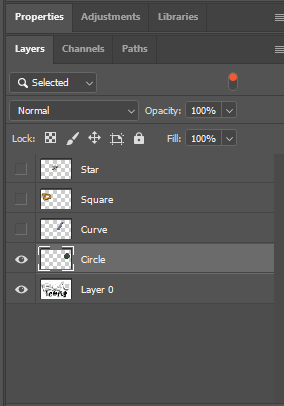 Properties Adjustments Libraries
Layers Channels Paths
Selected
Normal Opacity: 100%
Lock: Fill: 100%
Star
Square
Curve
Circle
Layer 0